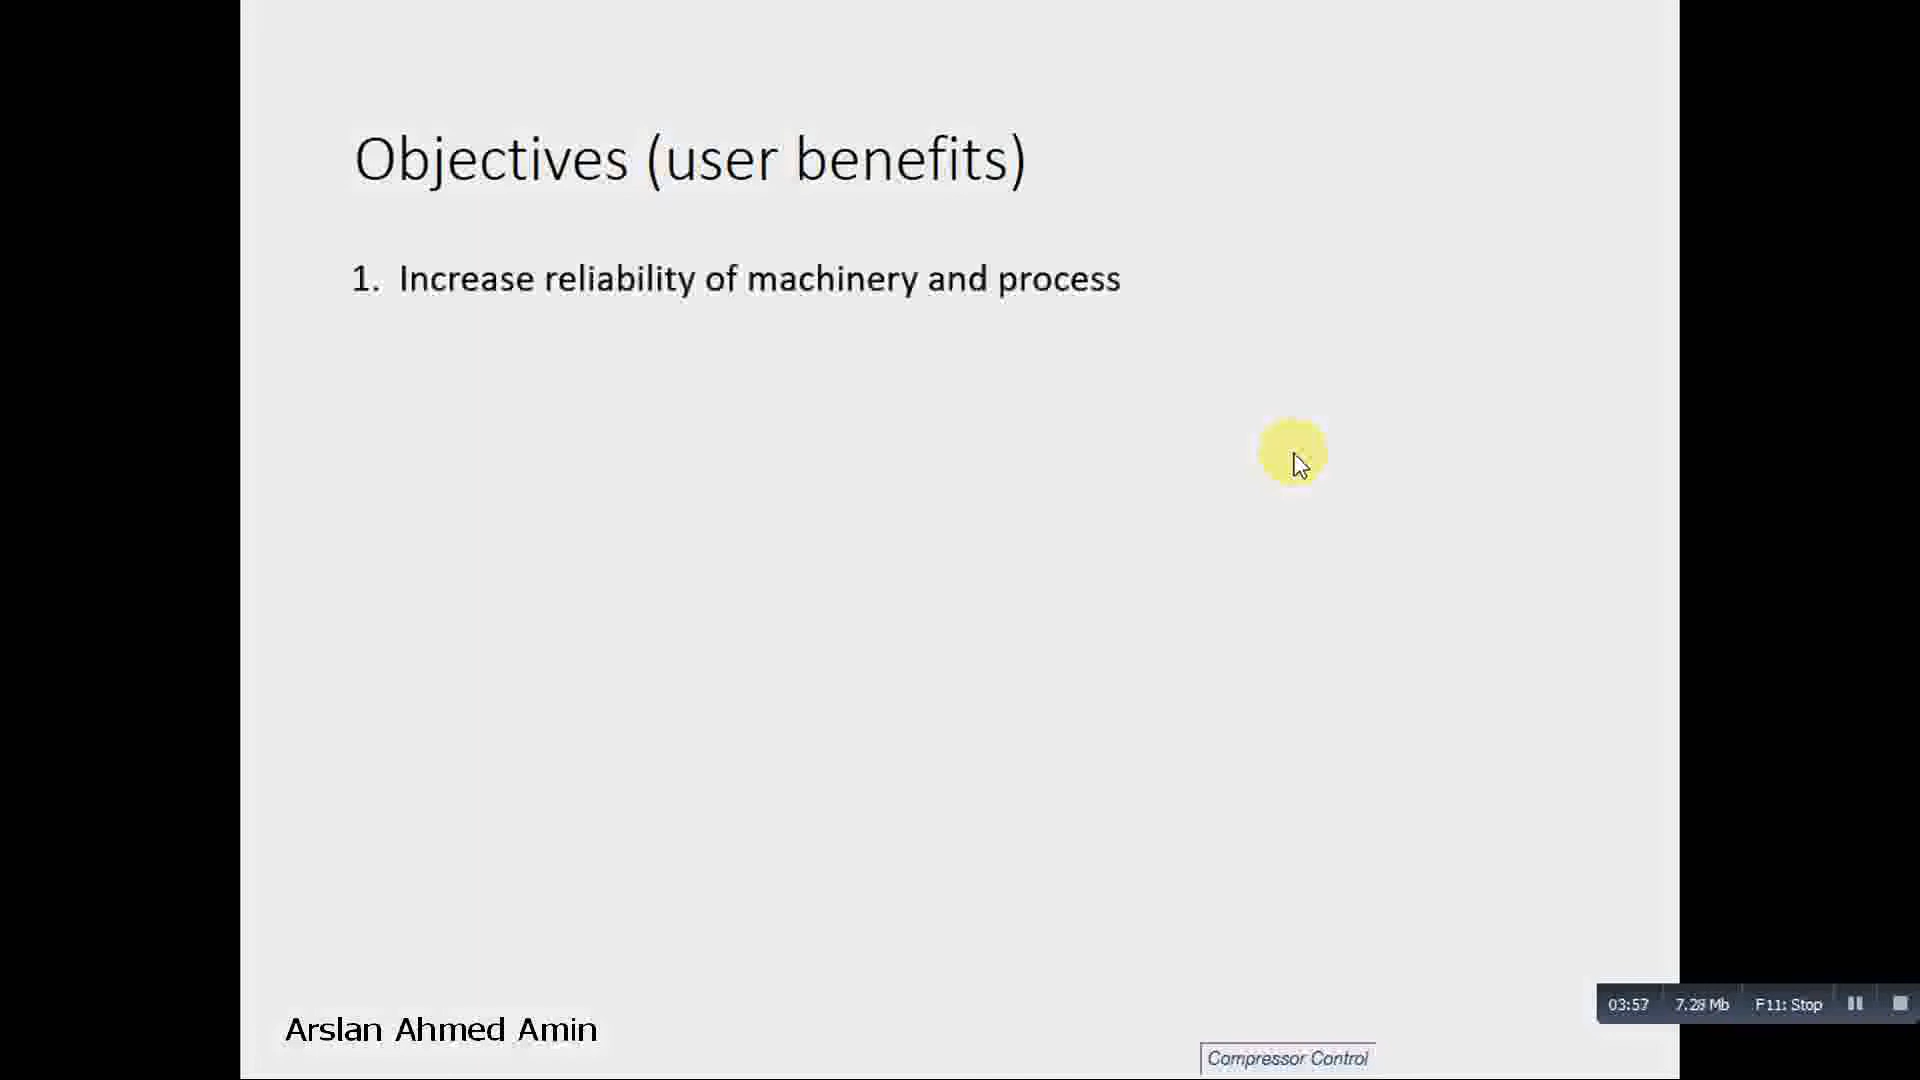 Objectives (user benefits)
1. Increase reliability of machinery and process
Arslan Ahmed Amin
Compressor Control
03:57 7.28 Mb F11: Stop